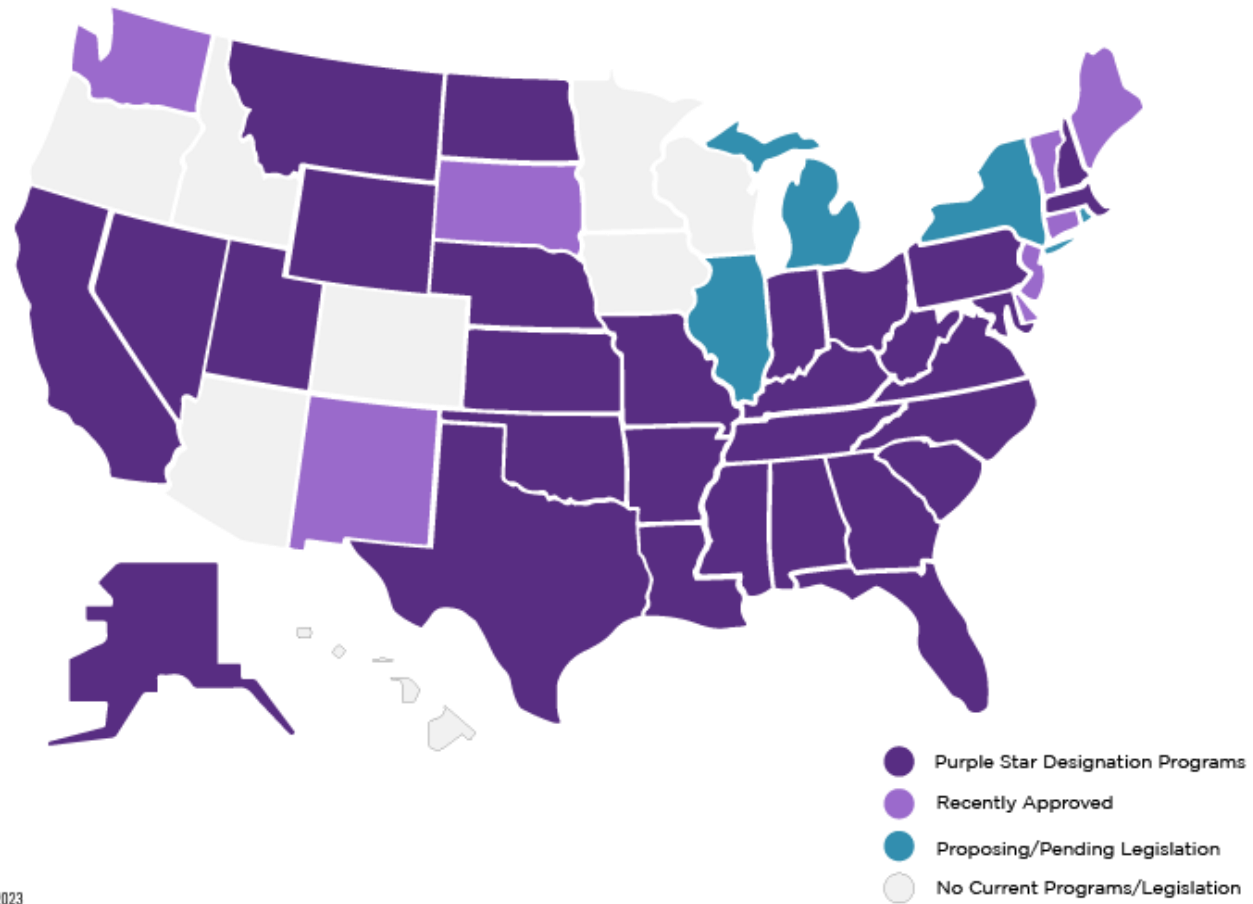 Purple Star Designation Programs
Recently Approved
Proposing/Pending Legislation
No Current Programs/Legislation